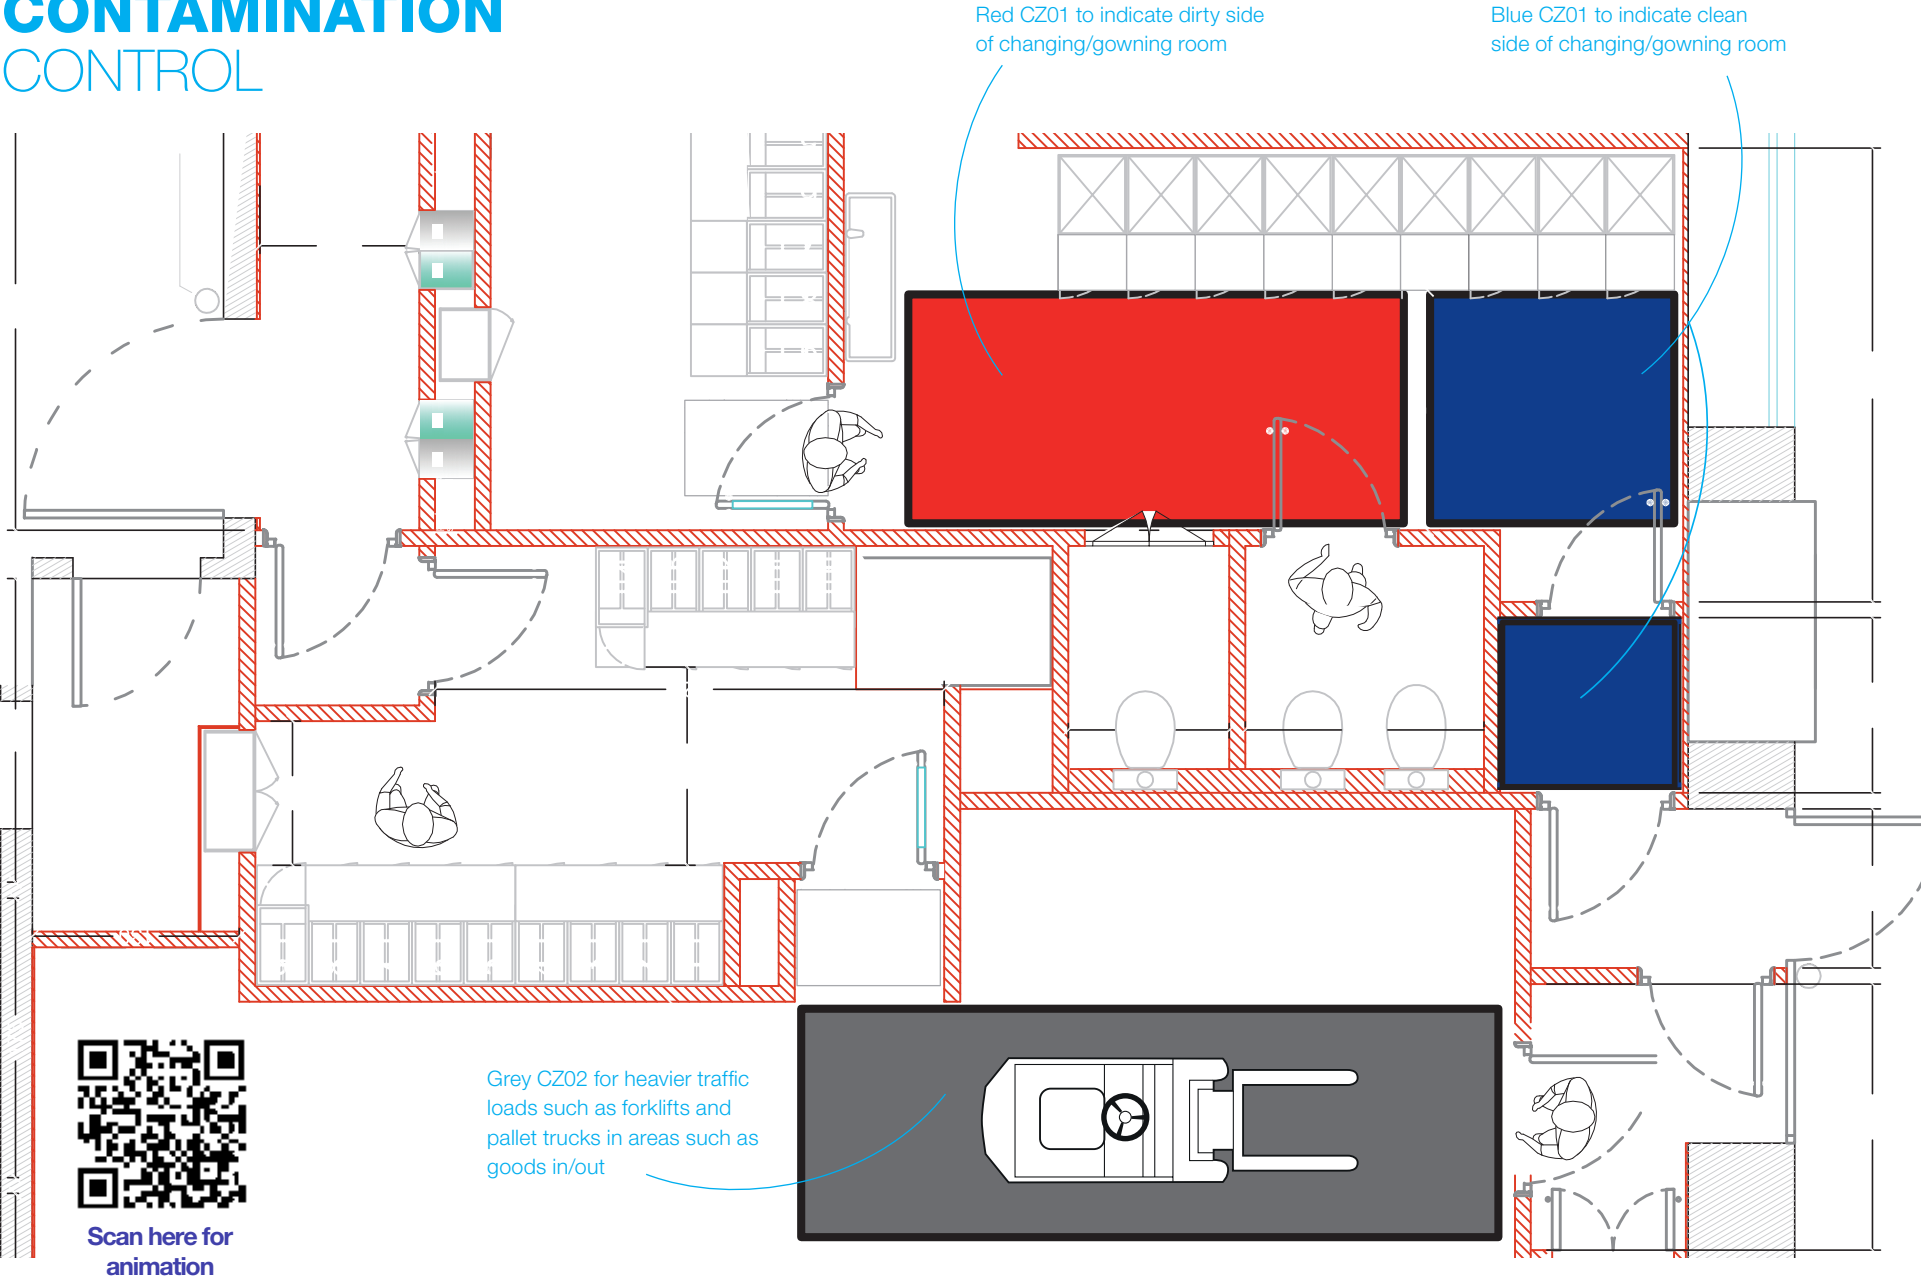 CONTAMINATION
CONTROL
Red CZ01 to indicate dirty side
of changing/gowning room
Blue CZ01 to indicate clean
side of changing/gowning room
Grey CZ02 for heavier traffic
loads such as forklifts and
pallet trucks in areas such as
goods in/out
Scan here for
animation